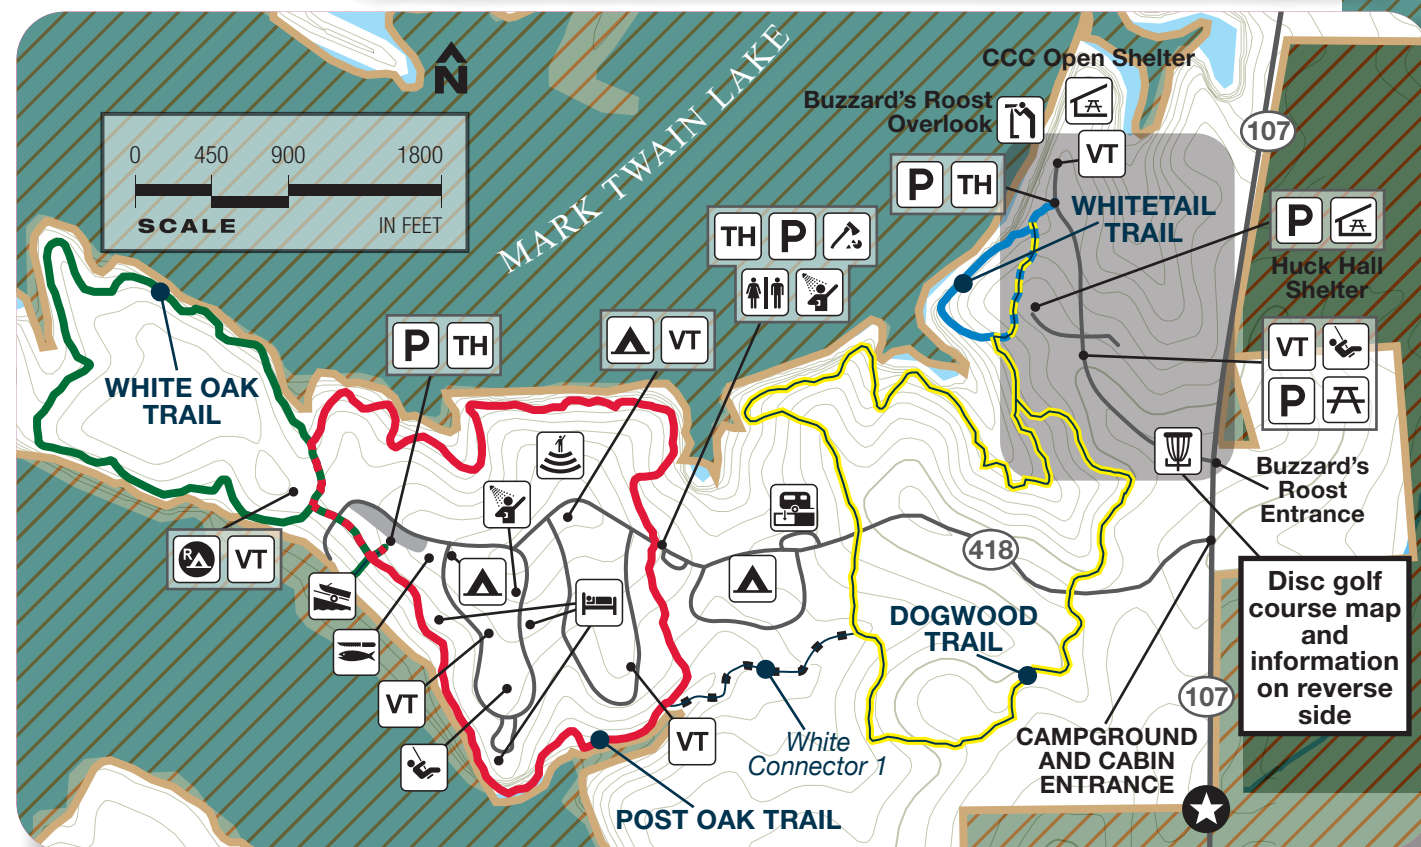 N
0 450 900 1800
SCALE IN FEET
MARK TWAIN LAKE
CCC Open Shelter
Buzzard's Roost
Overlook
VT
P TH
107
WHITETAIL
TRAIL
P
Huck Hall
Shelter
TH P
WHITE OAK
TRAIL
P TH
VT
VT
P
Buzzard's
Roost
Entrance
R VT
418
Disc golf
course map
and
information
on reverse
side
DOGWOOD
TRAIL
VT
VT
White
Connector 1
107
CAMPGROUND
AND CABIN
ENTRANCE
POST OAK TRAIL